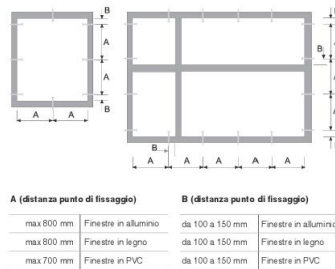 B
B
A
A
A
B
A
A
B
A
A
B
A
A
B
B
A
A
A
A
A
A (distanza punto di fissaggio)
B (distanza punto di fissaggio)
max 800 mm Finestre in alluminio
da 100 a 150 mm Finestre in alluminio
max 800 mm Finestre in legno
da 100 a 150 mm Finestre in legno
max 700 mm Finestre in PVC
da 100 a 150 mm Finestre in PVC